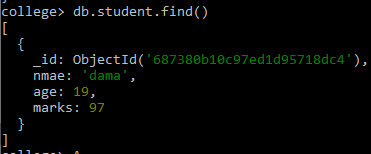 college> db.student.find()
[
  {
    _id: ObjectId('687380b10c97ed1d95718dc4'),
    nmae: 'dama',
    age: 19,
    marks: 97
  }
]